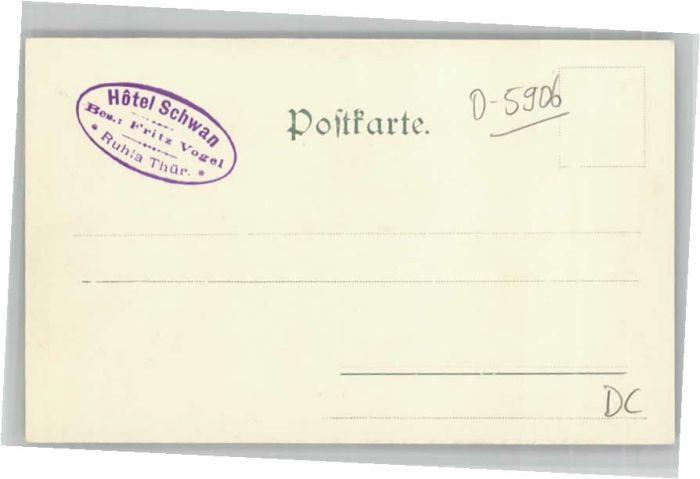 Hôtel Schwan
Bes.: Fritz Vogel
* Ruhla Thür. *
Poſtkarte.
D-5906
DC